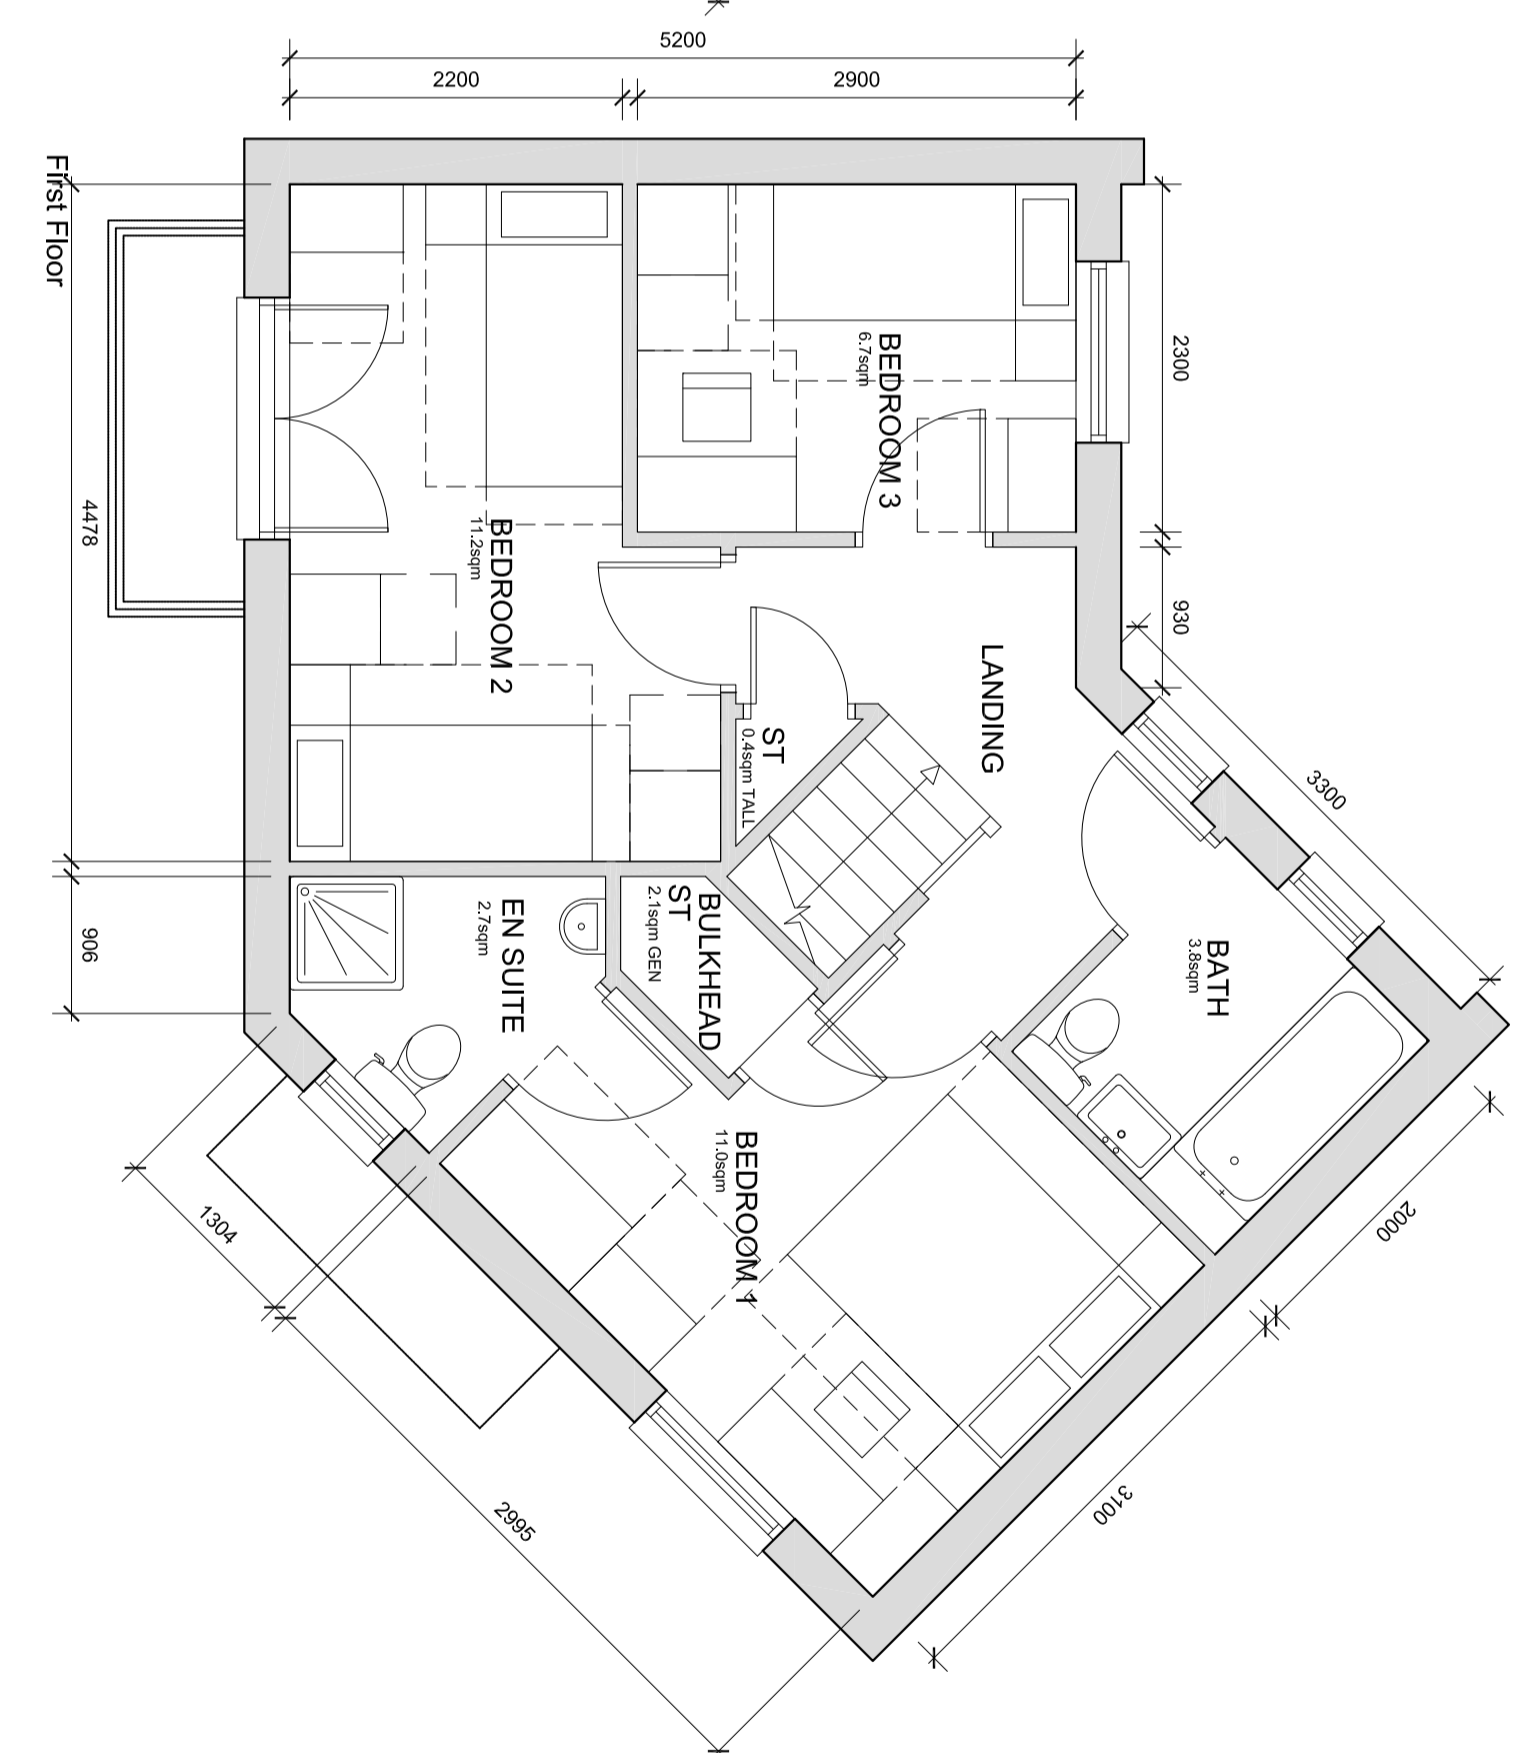 5200
2200
2900
First Floor
2300
BEDROOM 3
6.7sqm
4478
BEDROOM 2
11.2sqm
930
LANDING
ST
0.4sqm TALL
3300
BULKHEAD
ST
2.1sqm GEN
EN SUITE
2.7sqm
906
BATH
3.8sqm
BEDROOM 1
11.0sqm
1304
2000
2995
3100